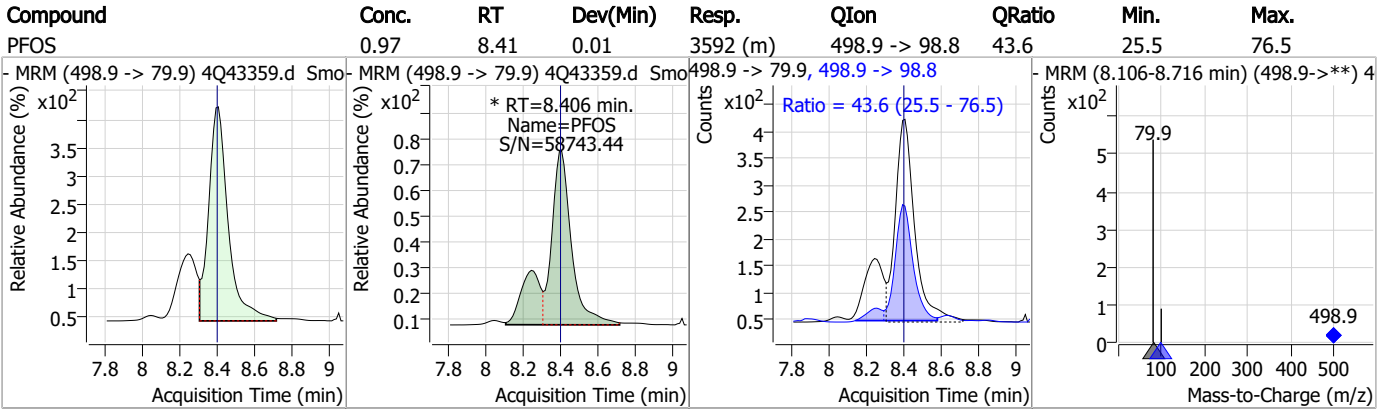 Compound Conc. RT Dev(Min) Resp. QIon QRatio Min. Max.
PFOS 0.97 8.41 0.01 3592 (m) 498.9 -> 98.8 43.6 25.5 76.5
- MRM (498.9 -> 79.9) 4Q43359.d Smo
Relative Abundance (%)
x10²
3.5
3
2.5
2
1.5
1
0.5
7.8 8 8.2 8.4 8.6 8.8 9
Acquisition Time (min)
- MRM (498.9 -> 79.9) 4Q43359.d Smo
Relative Abundance (%)
x10²
* RT=8.406 min.
Name=PFOS
S/N=58743.44
0.8
0.7
0.6
0.5
0.4
0.3
0.2
0.1
7.8 8 8.2 8.4 8.6 8.8 9
Acquisition Time (min)
498.9 -> 79.9, 498.9 -> 98.8
Counts
x10²
Ratio = 43.6 (25.5 - 76.5)
4
3.5
3
2.5
2
1.5
1
0.5
7.8 8 8.2 8.4 8.6 8.8 9
Acquisition Time (min)
- MRM (8.106-8.716 min) (498.9->**) 4
Counts
x10²
79.9
5
4
3
2
1
0
498.9
100 200 300 400 500
Mass-to-Charge (m/z)